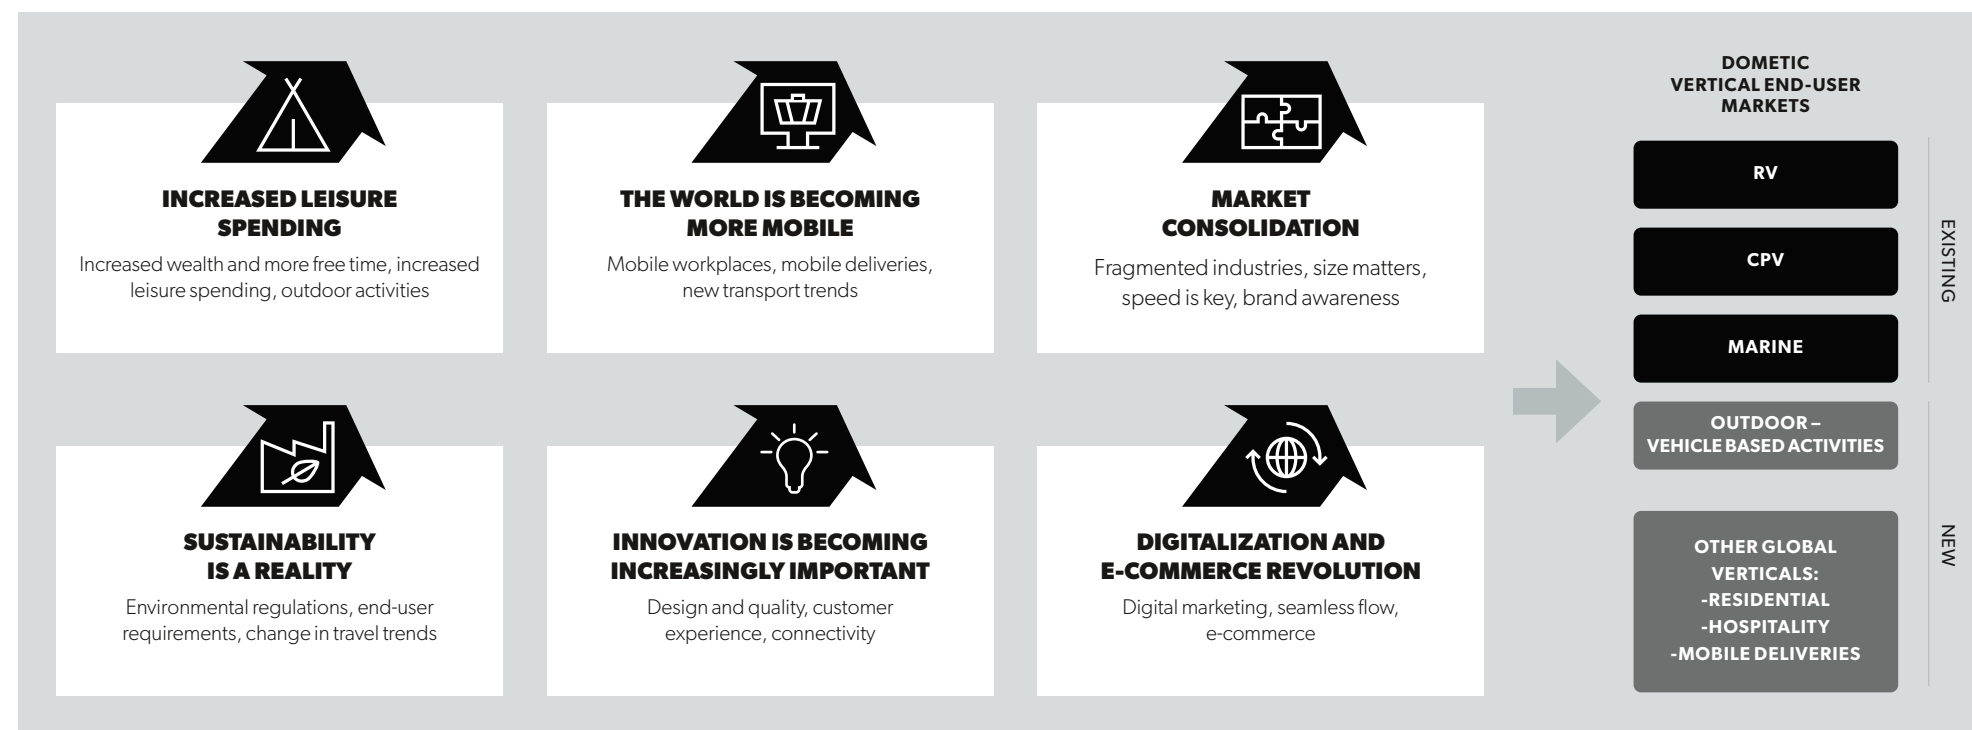 INCREASED LEISURE
SPENDING
Increased wealth and more free time, increased
leisure spending, outdoor activities
THE WORLD IS BECOMING
MORE MOBILE
Mobile workplaces, mobile deliveries,
new transport trends
MARKET
CONSOLIDATION
Fragmented industries, size matters,
speed is key, brand awareness
SUSTAINABILITY
IS A REALITY
Environmental regulations, end-user
requirements, change in travel trends
INNOVATION IS BECOMING
INCREASINGLY IMPORTANT
Design and quality, customer
experience, connectivity
DIGITALIZATION AND
E-COMMERCE REVOLUTION
Digital marketing, seamless flow,
e-commerce
DOMETIC
VERTICAL END-USER
MARKETS
RV
CPV
MARINE
EXISTING
OUTDOOR –
VEHICLE BASED ACTIVITIES
OTHER GLOBAL
VERTICALS:
-RESIDENTIAL
-HOSPITALITY
-MOBILE DELIVERIES
NEW